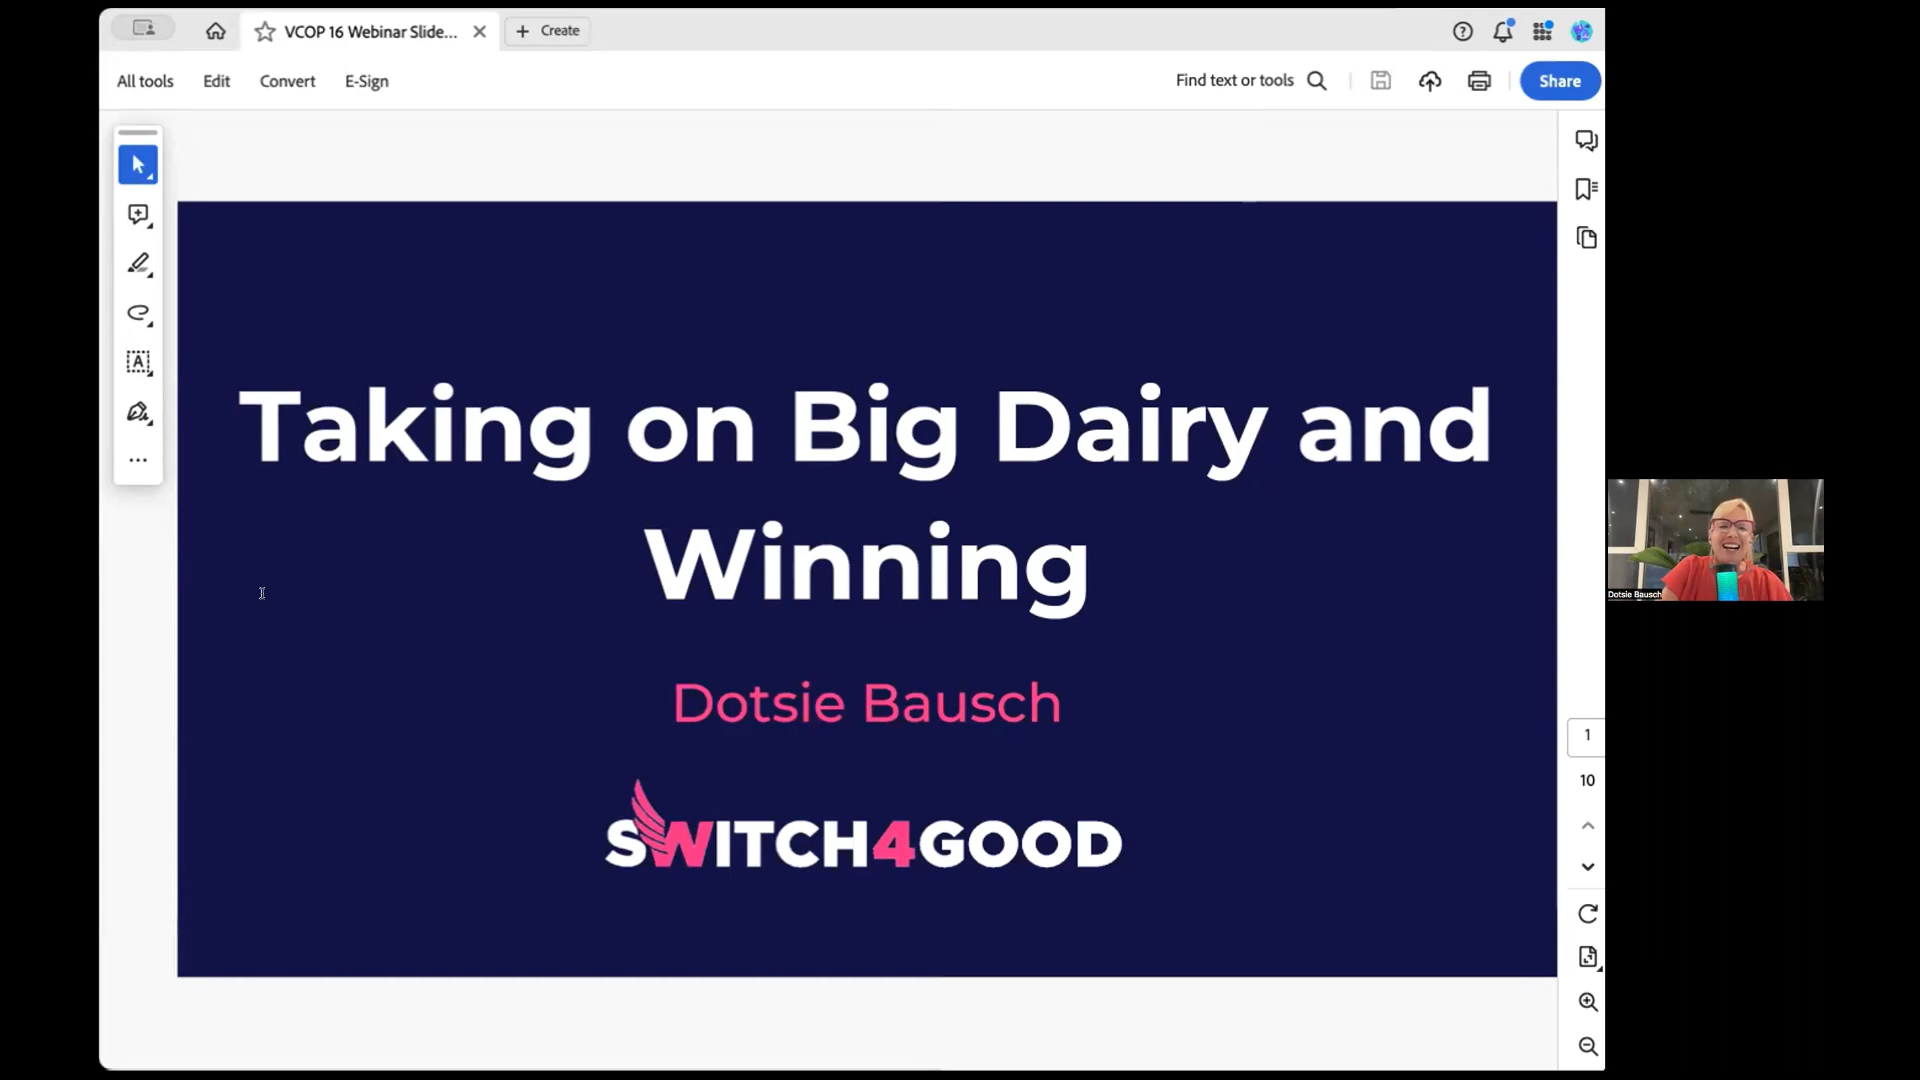 VCOP 16 Webinar Slide...
Create
All tools
Edit
Convert
E-Sign
Find text or tools
Share
Taking on Big Dairy and
Winning
Dotsie Bausch
SWITCH4GOOD
Dotsie Bausch
1
10